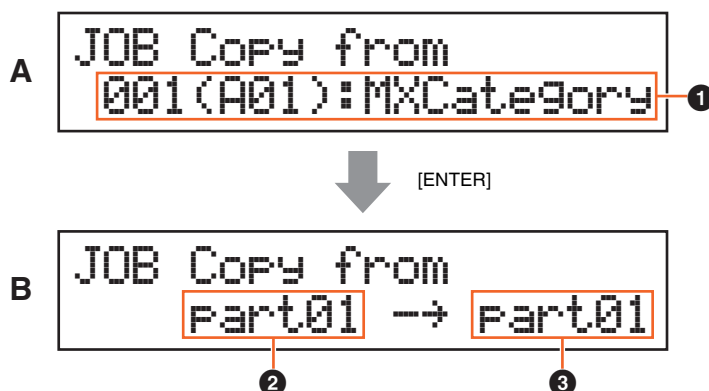 A
JOB Copy from
001(A01):MXCategory
1
[ENTER]
B
JOB Copy from
part01 → part01
2
3